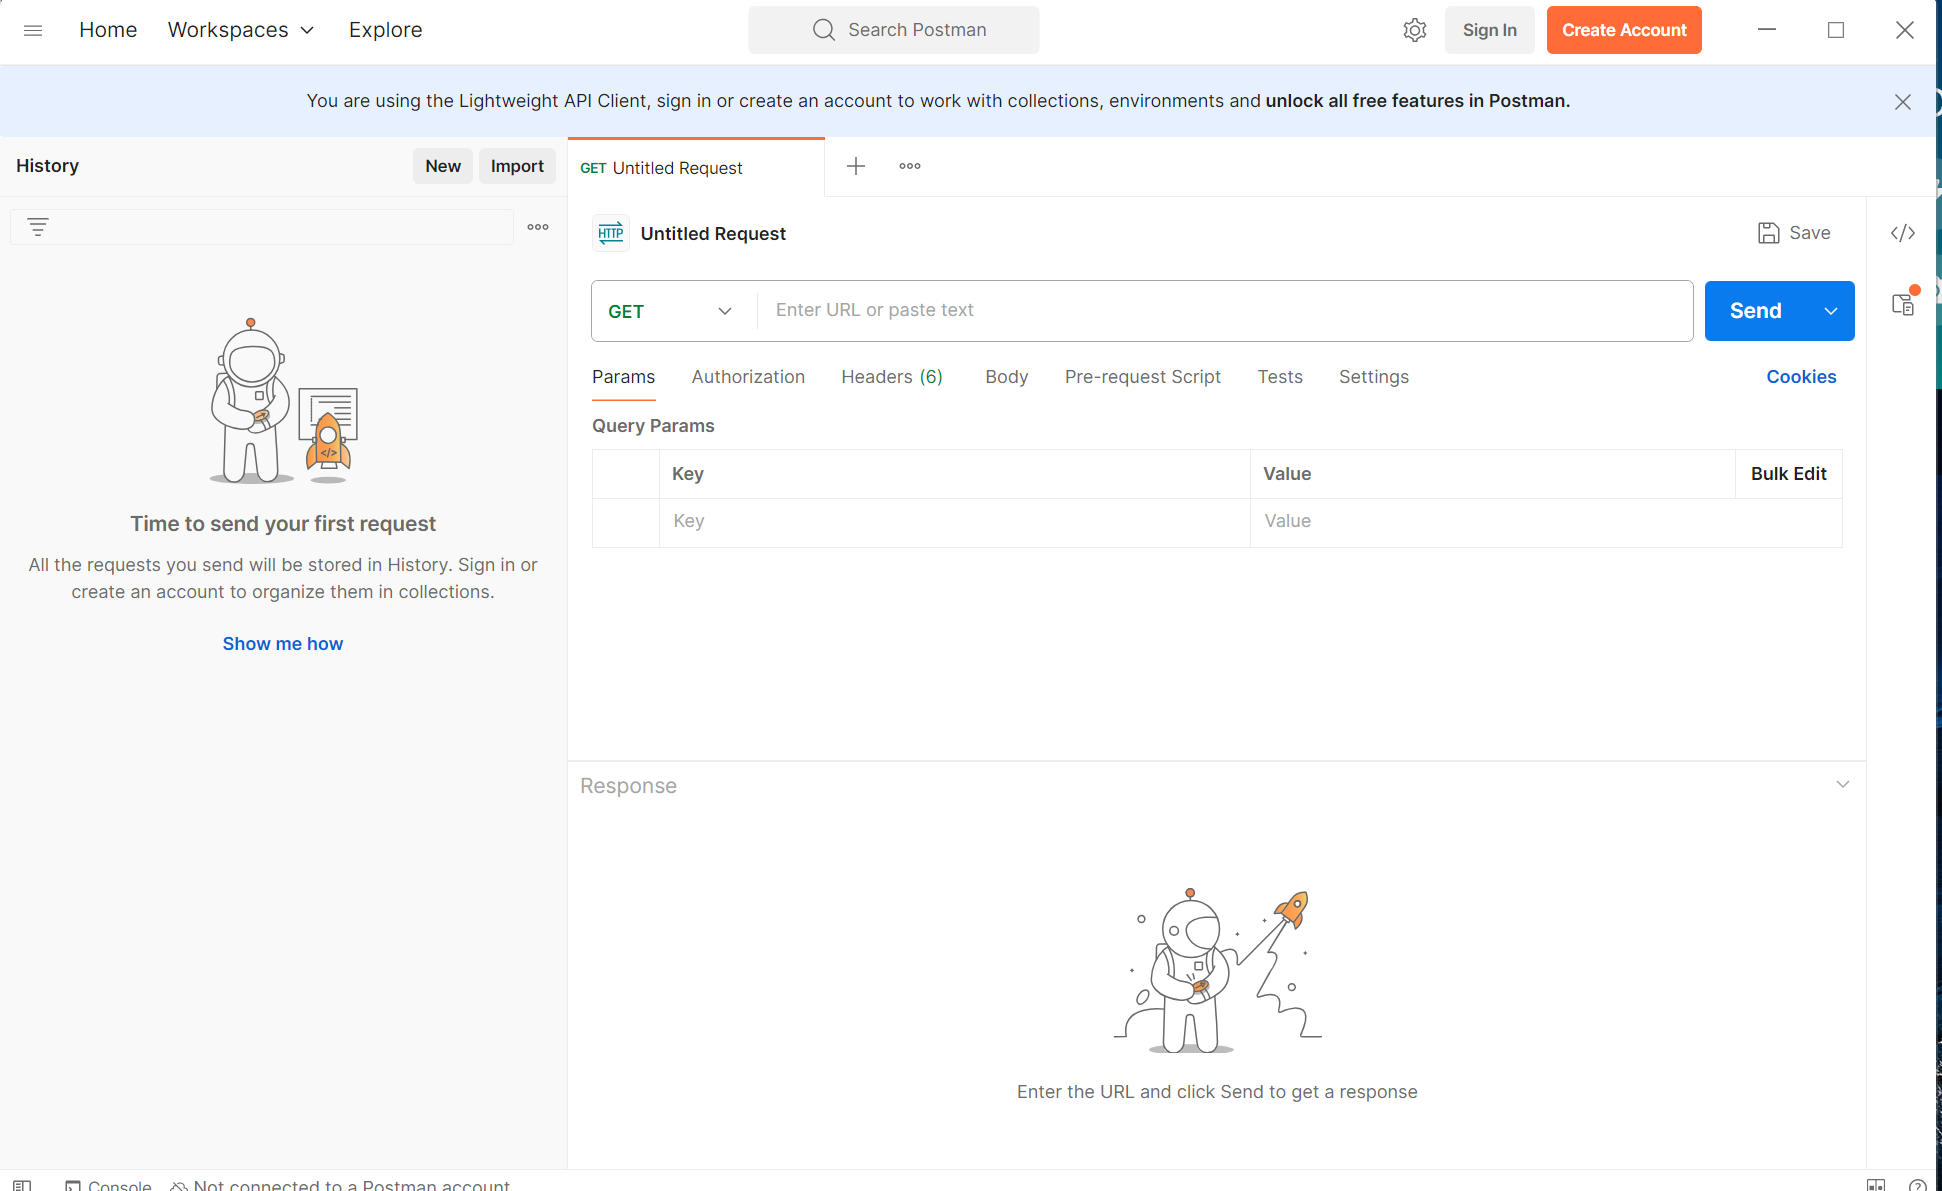 Home Workspaces Explore Search Postman Sign In Create Account
You are using the Lightweight API Client, sign in or create an account to work with collections, environments and unlock all free features in Postman.
History New Import
GET Untitled Request
HTTP Untitled Request Save </>
GET Enter URL or paste text Send
Params Authorization Headers (6) Body Pre-request Script Tests Settings Cookies
Query Params
Key Value Bulk Edit
Key Value
</>
Time to send your first request
All the requests you send will be stored in History. Sign in or
create an account to organize them in collections.
Show me how
Response
Enter the URL and click Send to get a response
Console Not connected to a Postman account